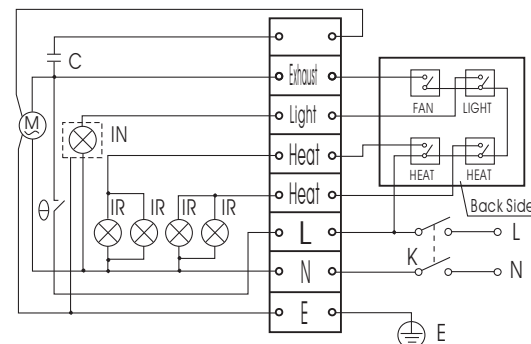 C
Exhaust
M
FAN
LIGHT
Light
IN
Heat
HEAT
HEAT
θ
IR
IR
IR
IR
Heat
Back Side
L
K
L
N
N
E
E